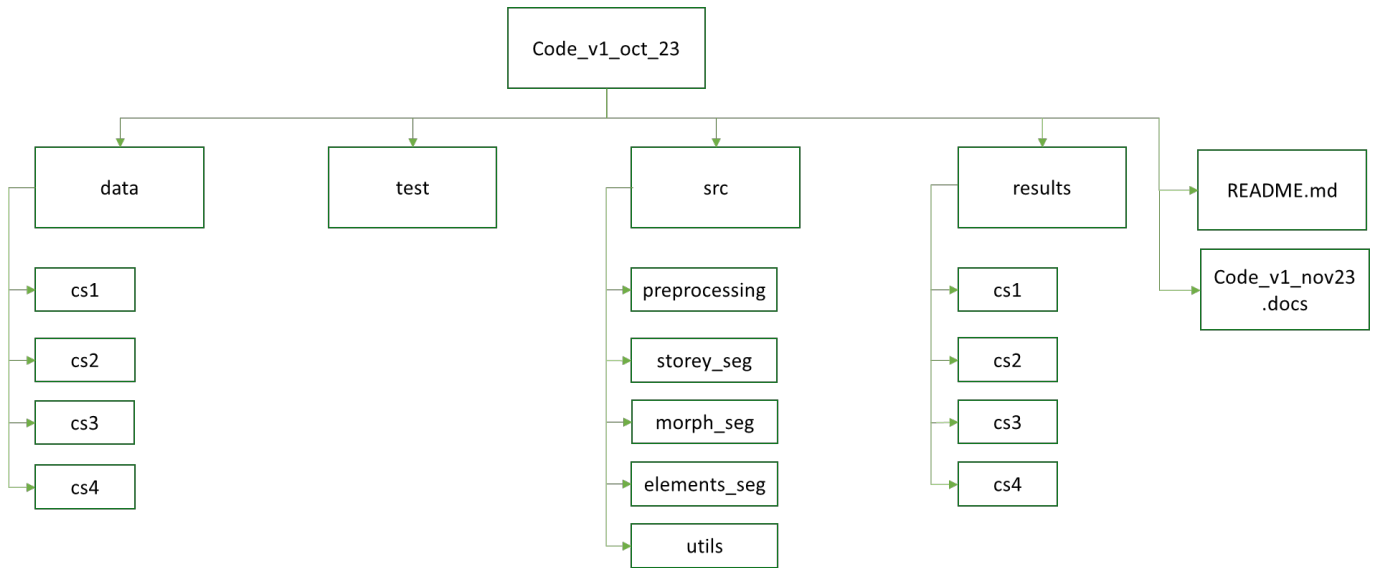 Code_v1_oct_23
data
test
src
results
README.md
Code_v1_nov23
.docs
cs1
cs2
cs3
cs4
preprocessing
storey_seg
morph_seg
elements_seg
utils
cs1
cs2
cs3
cs4